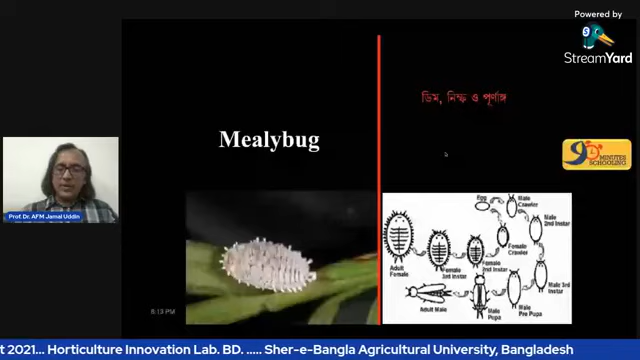 Powered by
StreamYard
ডিম, নিম্ফ ও পূর্ণাঙ্গ
Mealybug
90 MINUTES
SCHOOLING
Prof. Dr. AFM Jamal Uddin
Egg
Male
Crawler
Male
2nd Instar
Female
Crawler
Adult
Female
Female
3rd Instar
Female
2nd Instar
Male 3rd
Instar
Adult Male
Male
Pupa
Male
Pre Pupa
8:13 PM
t 2021... Horticulture Innovation Lab. BD. ..... Sher-e-Bangla Agricultural University, Bangladesh